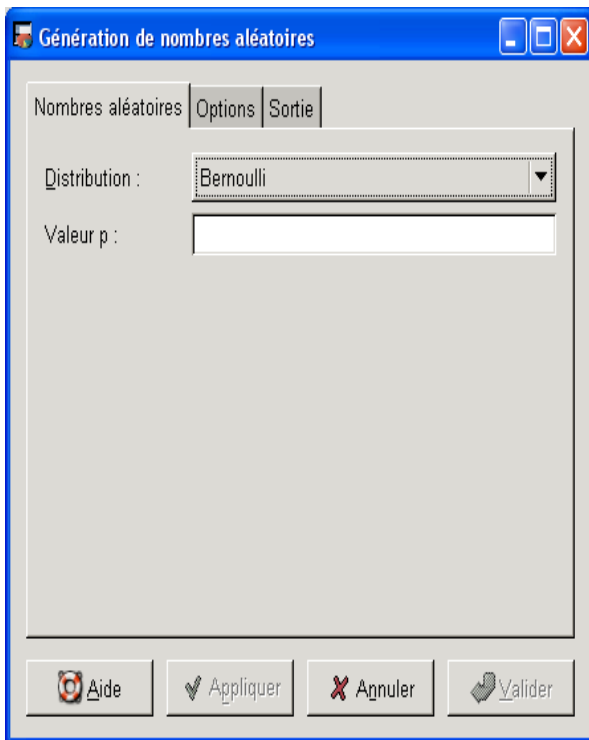 Génération de nombres aléatoires
Nombres aléatoires Options Sortie
Distribution : Bernoulli
Valeur p :
Aide Appliquer Annuler Valider